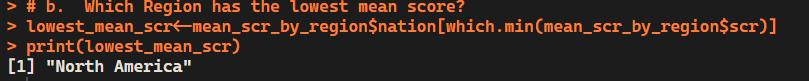 > # b.  Which Region has the lowest mean score?
> lowest_mean_scr<-mean_scr_by_region$nation[which.min(mean_scr_by_region$scr)]
> print(lowest_mean_scr)
[1] "North America"